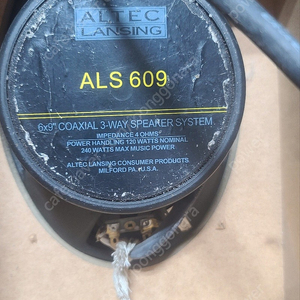 ALTEC
LANSING
ALS 609
6x9" COAXIAL 3-WAY SPEAKER SYSTEM
IMPEDANCE 4 OHMS
POWER HANDLING 120 WATTS NOMINAL
240 WATTS MAX MUSIC POWER
ALTEC LANSING CONSUMER PRODUCTS
MILFORD PA., U.S.A.